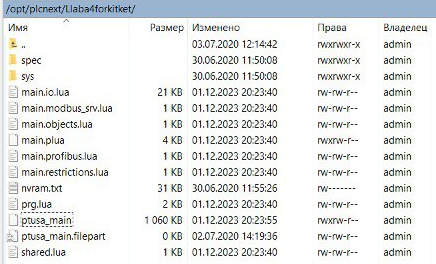 /opt/plcnext/Llaba4forkitket/
Имя Размер Изменено Права Владелец
.. 03.07.2020 12:14:42 rwxrwxr-x admin
spec 30.06.2020 11:50:08 rwxrwxr-x admin
sys 30.06.2020 11:50:08 rwxrwxr-x admin
main.io.lua 21 KB 01.12.2023 20:23:40 rw-rw-r-- admin
main.modbus_srv.lua 1 KB 01.12.2023 20:23:40 rw-rw-r-- admin
main.objects.lua 1 KB 01.12.2023 20:23:40 rw-rw-r-- admin
main.plua 4 KB 01.12.2023 20:23:40 rw-rw-r-- admin
main.profibus.lua 1 KB 01.12.2023 20:23:40 rw-rw-r-- admin
main.restrictions.lua 1 KB 01.12.2023 20:23:40 rw-rw-r-- admin
nvram.txt 31 KB 30.06.2020 11:55:26 rw------- admin
prg.lua 2 KB 01.12.2023 20:23:40 rw-rw-r-- admin
ptusa_main 1 060 KB 01.12.2023 20:23:55 rwxrw-r-- admin
ptusa_main.filepart 0 KB 02.07.2020 14:19:36 rw-rw-r-- admin
shared.lua 1 KB 01.12.2023 20:23:40 rw-rw-r-- admin